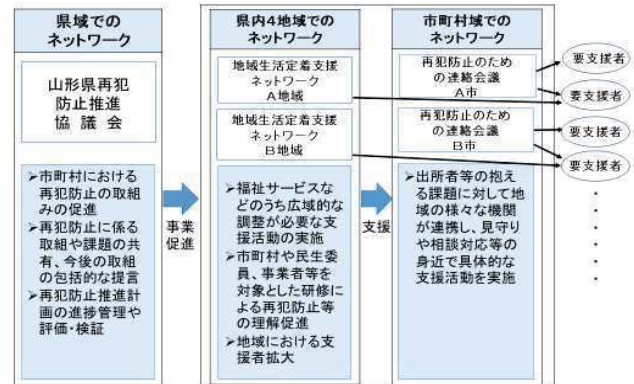 県域での
ネットワーク
山形県再犯
防止推進
協議会
➢市町村における
再犯防止の取組
みの促進
➢再犯防止に係る
取組や課題の共
有、今後の取組
の包括的な提言
➢再犯防止推進計
画の進捗管理や
評価・検証
事業
促進
県内4地域での
ネットワーク
地域生活定着支援
ネットワーク
A地域
地域生活定着支援
ネットワーク
B地域
➢福祉サービスな
どのうち広域的な
調整が必要な支
援活動の実施
➢市町村や民生委
員、事業者等を
対象とした研修に
よる再犯防止等
の理解促進
➢地域における支
援者拡大
支援
市町村域での
ネットワーク
再犯防止のため
の連絡会議
A市
再犯防止のため
の連絡会議
B市
➢出所者等の抱え
る課題に対して地
域の様々な機関
が連携し、見守り
や相談対応等の
身近で具体的な
支援活動を実施
要支援者
要支援者
要支援者
要支援者
・
・
・
・
・
・